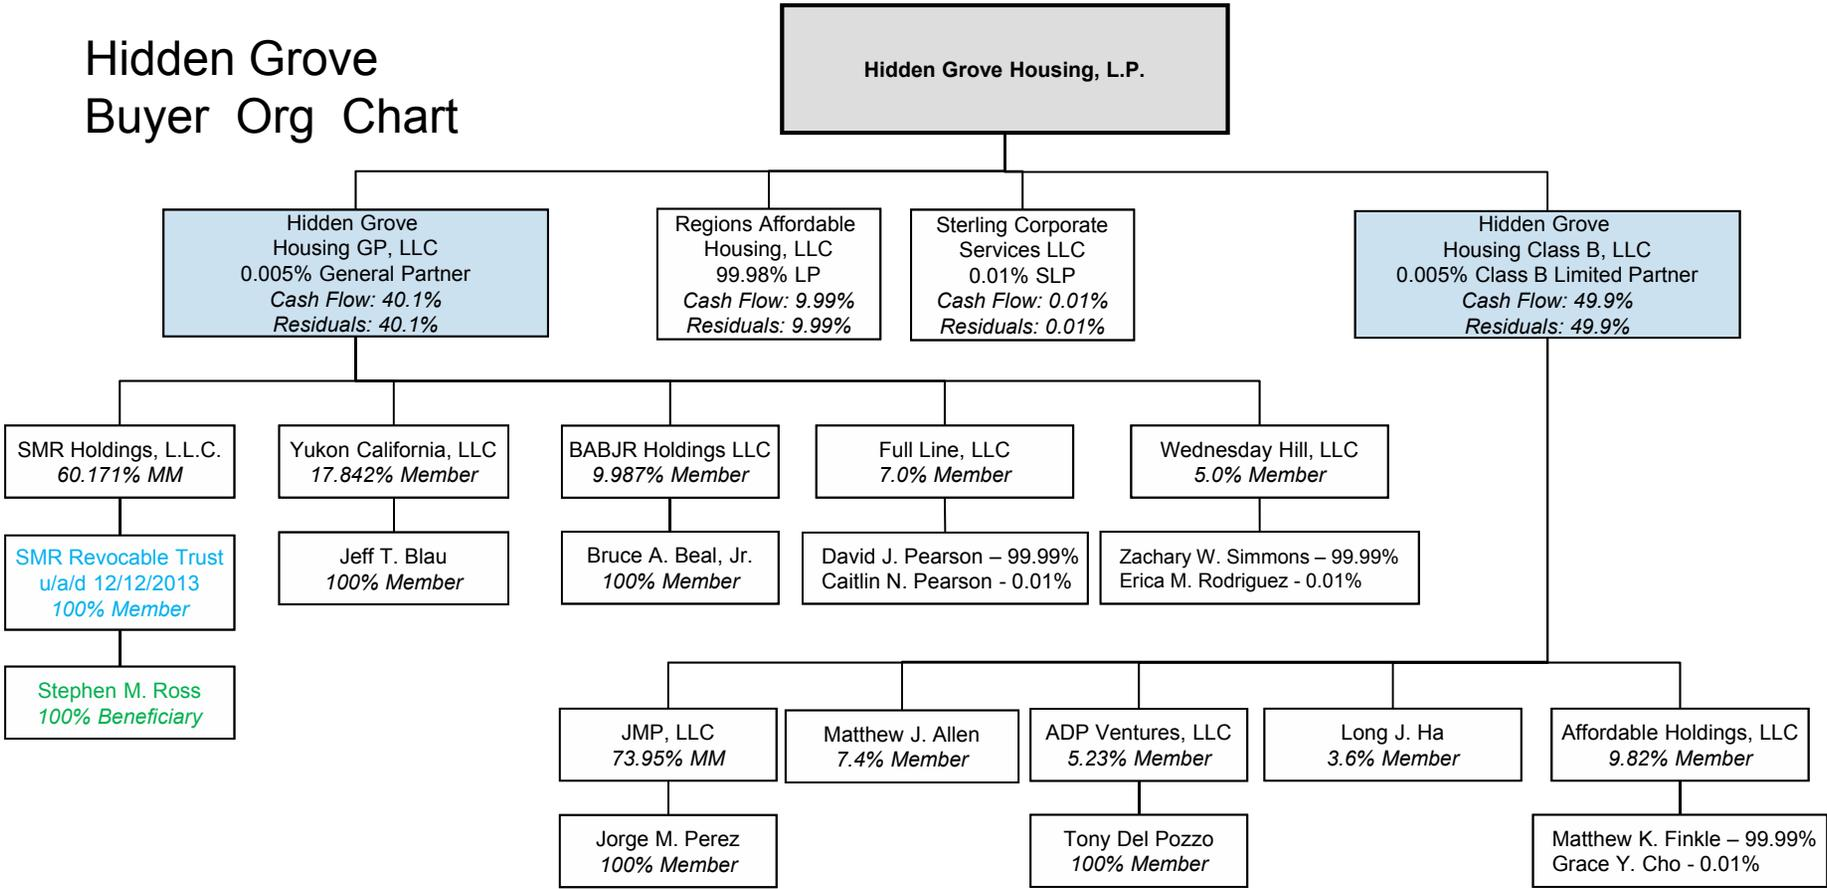 Hidden Grove
Buyer Org Chart
Hidden Grove Housing, L.P.
Hidden Grove
Housing GP, LLC
0.005% General Partner
Cash Flow: 40.1%
Residuals: 40.1%
Regions Affordable
Housing, LLC
99.98% LP
Cash Flow: 9.99%
Residuals: 9.99%
Sterling Corporate
Services LLC
0.01% SLP
Cash Flow: 0.01%
Residuals: 0.01%
Hidden Grove
Housing Class B, LLC
0.005% Class B Limited Partner
Cash Flow: 49.9%
Residuals: 49.9%
SMR Holdings, L.L.C.
60.171% MM
Yukon California, LLC
17.842% Member
BABJR Holdings LLC
9.987% Member
Full Line, LLC
7.0% Member
Wednesday Hill, LLC
5.0% Member
SMR Revocable Trust
u/a/d 12/12/2013
100% Member
Jeff T. Blau
100% Member
Bruce A. Beal, Jr.
100% Member
David J. Pearson – 99.99%
Caitlin N. Pearson - 0.01%
Zachary W. Simmons – 99.99%
Erica M. Rodriguez - 0.01%
Stephen M. Ross
100% Beneficiary
JMP, LLC
73.95% MM
Matthew J. Allen
7.4% Member
ADP Ventures, LLC
5.23% Member
Long J. Ha
3.6% Member
Affordable Holdings, LLC
9.82% Member
Jorge M. Perez
100% Member
Tony Del Pozzo
100% Member
Matthew K. Finkle – 99.99%
Grace Y. Cho - 0.01%